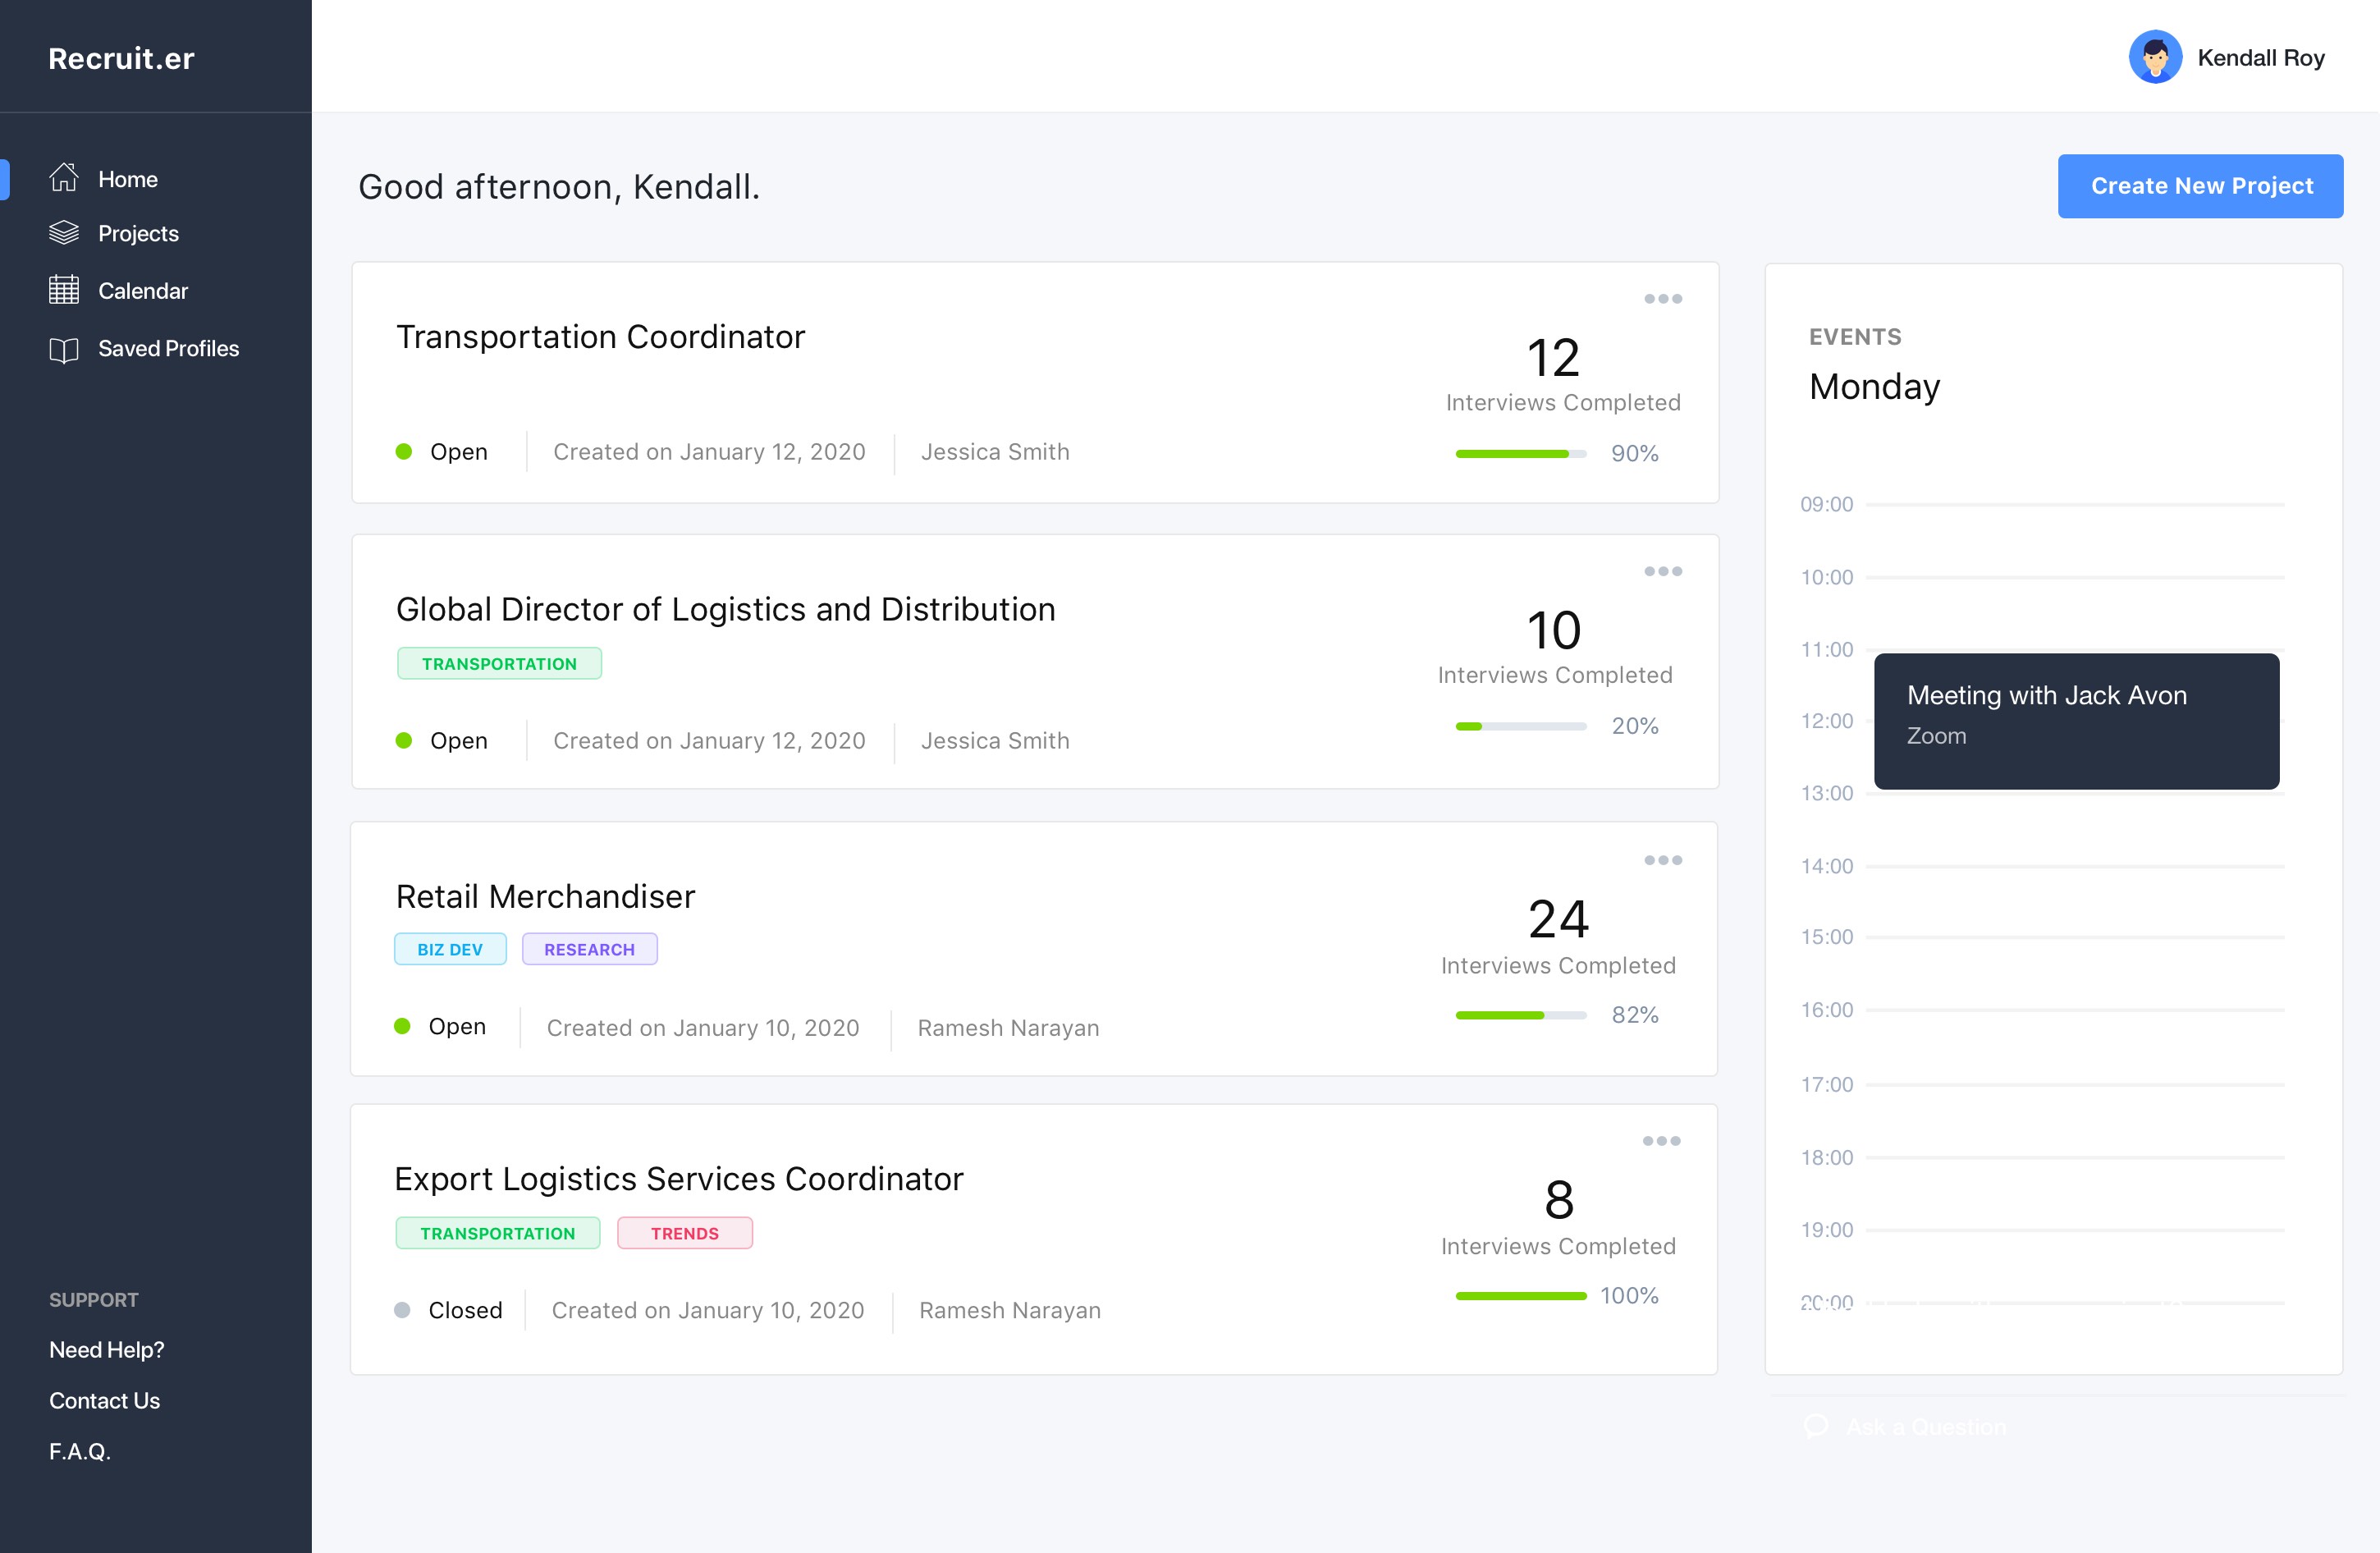 Recruit.er
Kendall Roy
Home
Projects
Calendar
Saved Profiles
SUPPORT
Need Help?
Contact Us
F.A.Q.
Good afternoon, Kendall.
Create New Project
Transportation Coordinator
12
Interviews Completed
Open
Created on January 12, 2020
Jessica Smith
90%
Global Director of Logistics and Distribution
TRANSPORTATION
10
Interviews Completed
Open
Created on January 12, 2020
Jessica Smith
20%
Retail Merchandiser
BIZ DEV
RESEARCH
24
Interviews Completed
Open
Created on January 10, 2020
Ramesh Narayan
82%
Export Logistics Services Coordinator
TRANSPORTATION
TRENDS
8
Interviews Completed
Closed
Created on January 10, 2020
Ramesh Narayan
100%
EVENTS
Monday
09:00
10:00
11:00
Meeting with Jack Avon
12:00
Zoom
13:00
14:00
15:00
16:00
17:00
18:00
19:00
20:00
Ask a Question